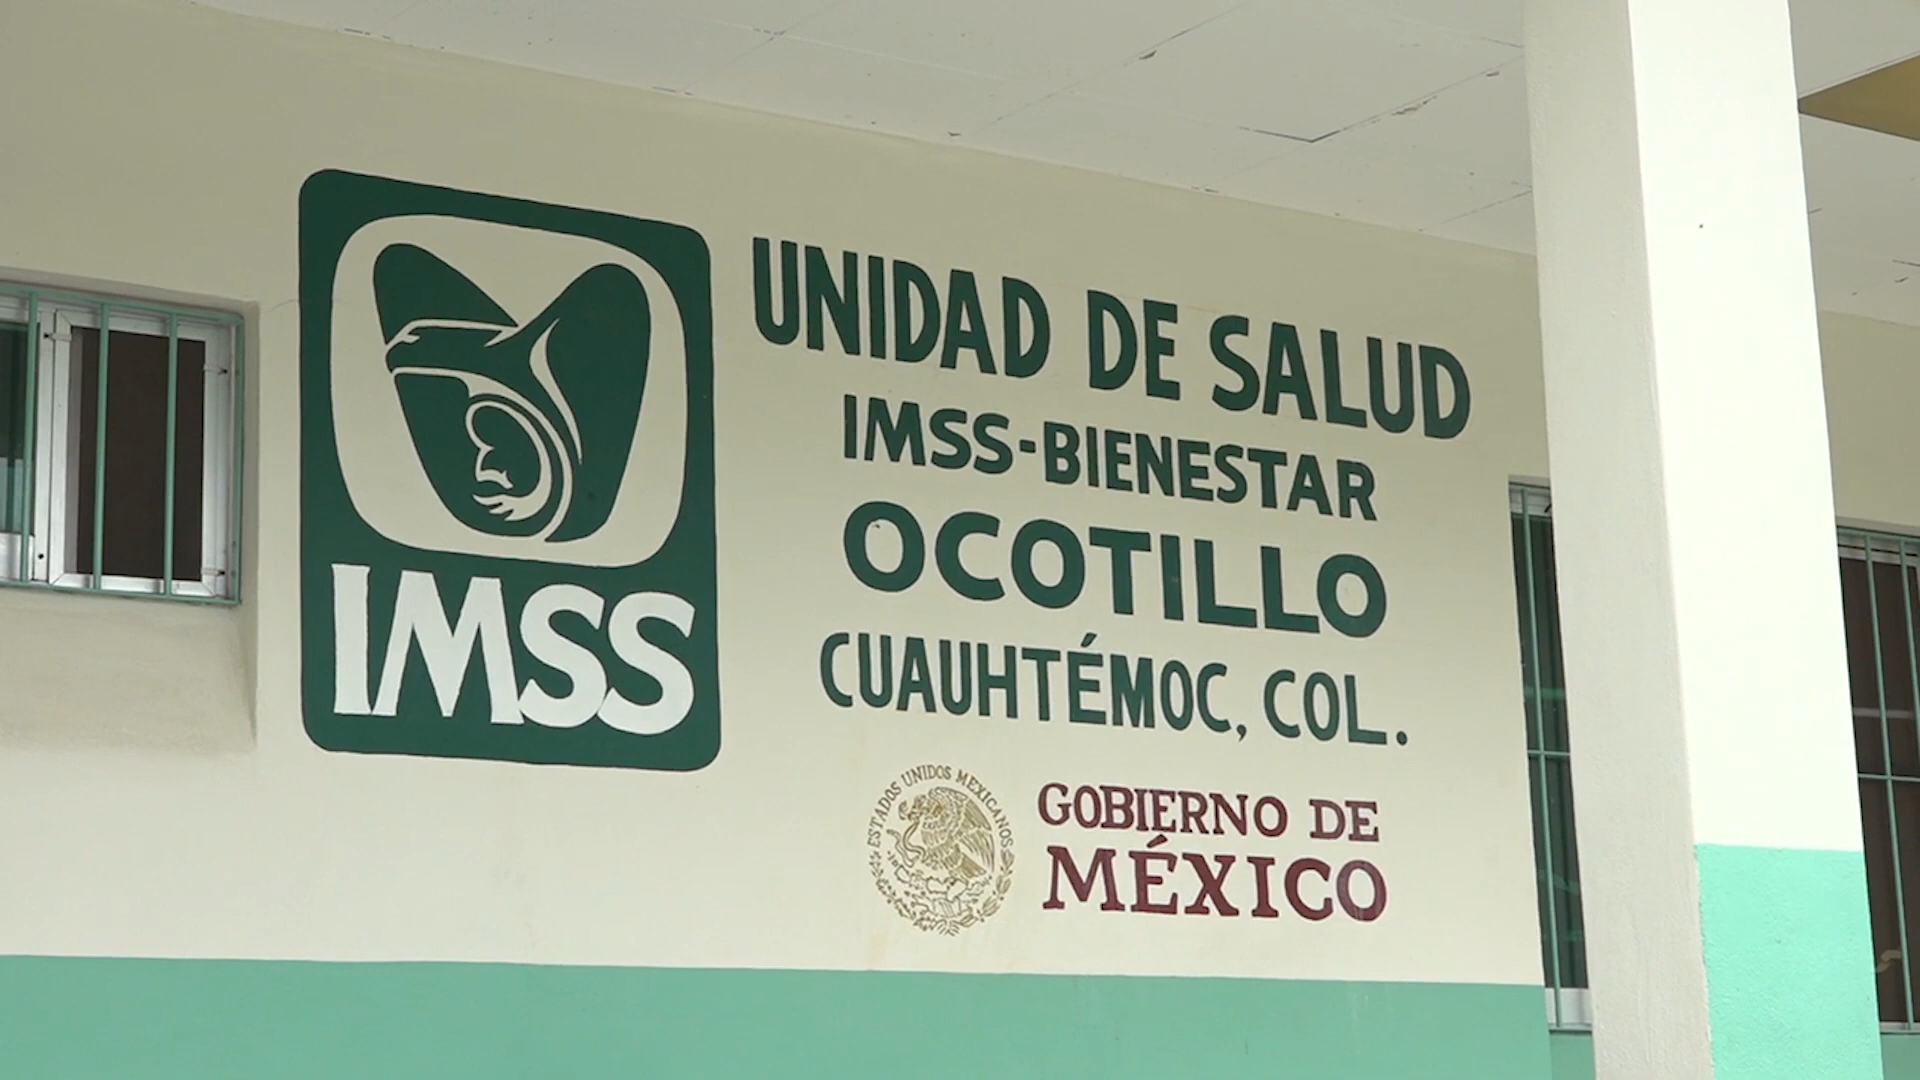 IMSS
UNIDAD DE SALUD
IMSS-BIENESTAR
OCOTILLO
CUAUHTÉMOC, COL.
ESTADOS UNIDOS MEXICANOS
GOBIERNO DE
MÉXICO